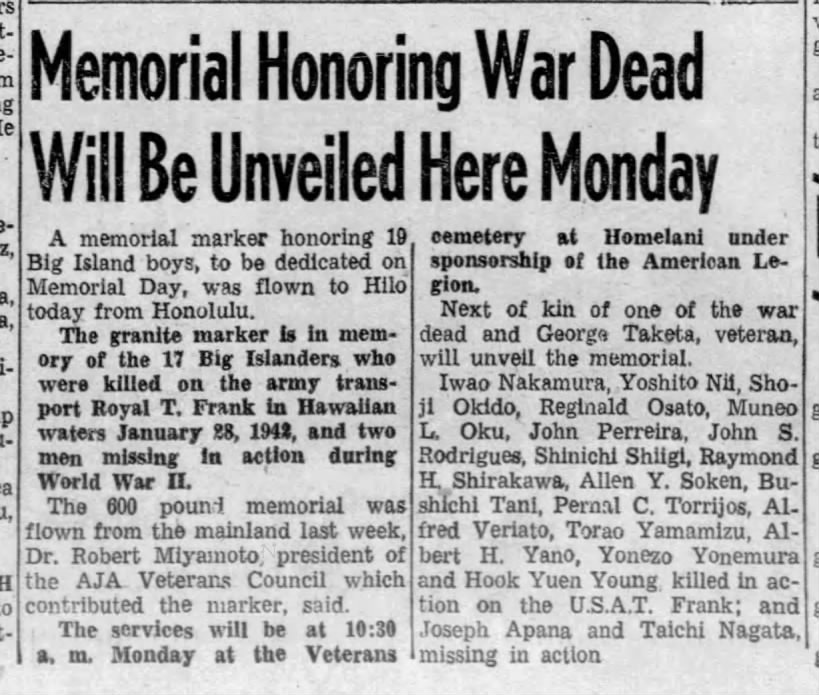 Memorial Honoring War Dead
Will Be Unveiled Here Monday
A memorial marker honoring 19
Big Island boys, to be dedicated on
Memorial Day, was flown to Hilo
today from Honolulu.
The granite marker is in mem-
ory of the 17 Big Islanders who
were killed on the army trans-
port Royal T. Frank in Hawaiian
waters January 28, 1942, and two
men missing in action during
World War II.
The 600 pound memorial was
flown from the mainland last week,
Dr. Robert Miyamoto, president of
the AJA Veterans Council which
contributed the marker, said.
The services will be at 10:30
a. m. Monday at the Veterans
cemetery at Homelani under
sponsorship of the American Le-
gion.
Next of kin of one of the war
dead and George Taketa, veteran,
will unveil the memorial.
Iwao Nakamura, Yoshito Nii, Sho-
ji Okido, Reginald Osato, Muneo
L. Oku, John Perreira, John S.
Rodrigues, Shinichi Shiigi, Raymond
H. Shirakawa, Allen Y. Soken, Bu-
shichi Tani, Pernal C. Torrijos, Al-
fred Veriato, Torao Yamamizu, Al-
bert H. Yano, Yonezo Yonemura
and Hook Yuen Young, killed in ac-
tion on the U.S.A.T. Frank; and
Joseph Apana and Taichi Nagata,
missing in action